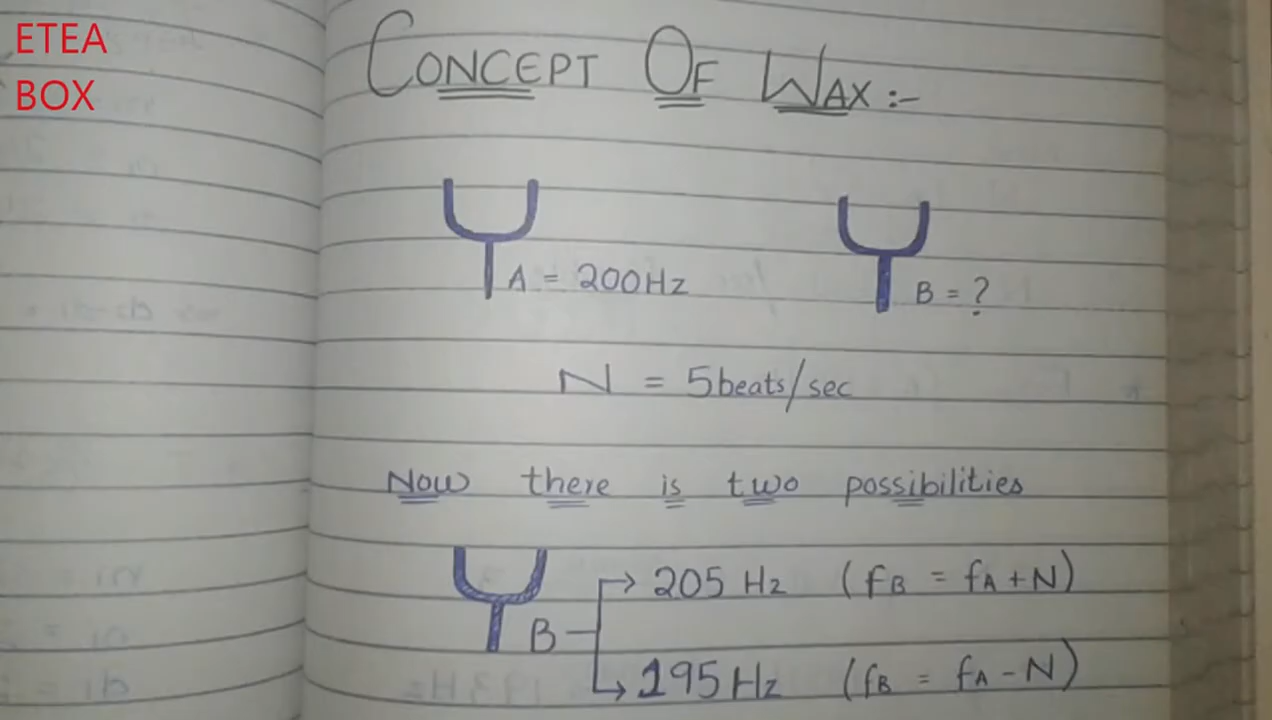 ETEA
BOX
CONCEPT OF WAX :-
A = 200Hz
B = ?
N = 5beats/sec
Now there is two possibilities
B
205 Hz (fB = fA + N)
195 Hz (fB = fA - N)